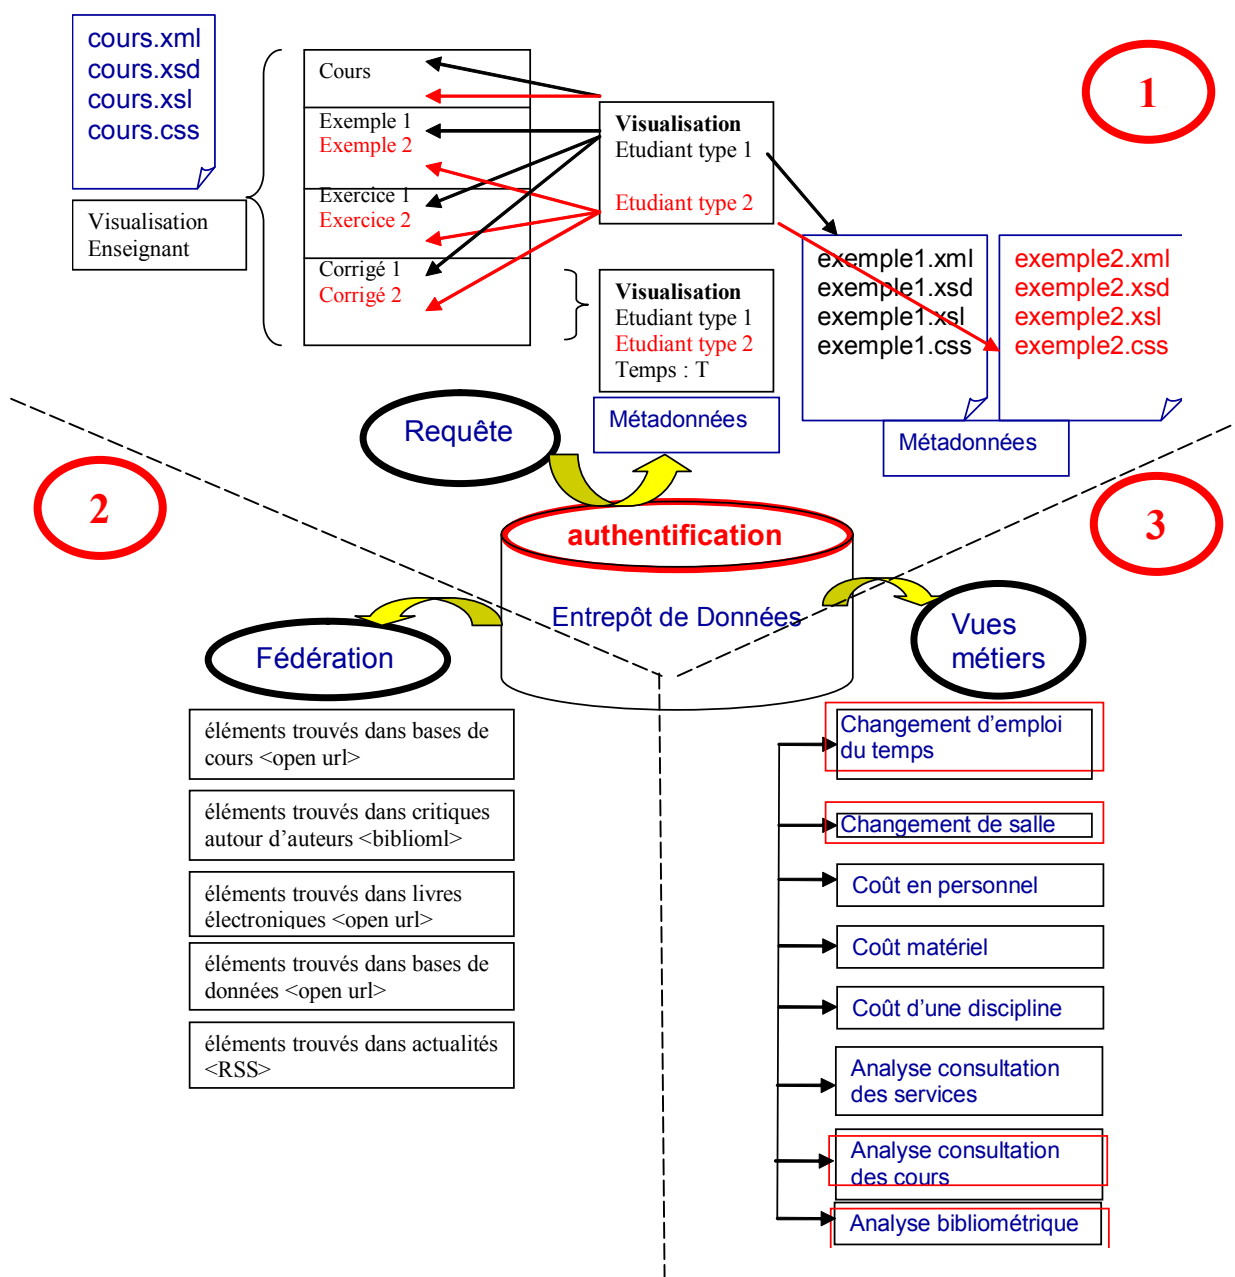 cours.xml
cours.xsd
cours.xsl
cours.css
Visualisation
Enseignant
Cours
Exemple 1
Exemple 2
Exercice 1
Exercice 2
Corrigé 1
Corrigé 2
Visualisation
Etudiant type 1
Etudiant type 2
Visualisation
Etudiant type 1
Etudiant type 2
Temps : T
Métadonnées
1
exemple1.xml
exemple1.xsd
exemple1.xsl
exemple1.css
exemple2.xml
exemple2.xsd
exemple2.xsl
exemple2.css
Métadonnées
Requête
authentification
Entrepôt de Données
2
Fédération
éléments trouvés dans bases de
cours <open url>
éléments trouvés dans critiques
autour d'auteurs <biblioml>
éléments trouvés dans livres
électroniques <open url>
éléments trouvés dans bases de
données <open url>
éléments trouvés dans actualités
<RSS>
3
Vues
métiers
Changement d'emploi
du temps
Changement de salle
Coût en personnel
Coût matériel
Coût d'une discipline
Analyse consultation
des services
Analyse consultation
des cours
Analyse bibliométrique